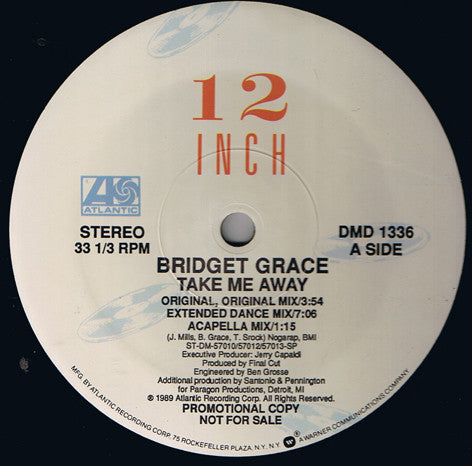 12
INCH
ATLANTIC
STEREO
33 1/3 RPM
DMD 1336
A SIDE
BRIDGET GRACE
TAKE ME AWAY
ORIGINAL, ORIGINAL MIX/3:54
EXTENDED DANCE MIX/7:06
ACAPELLA MIX/1:15
(J. Mills, B. Grace, T. Srock) Nogarap, BMI
ST-DM-57010/57012/57013-SP
Executive Producer: Jerry Capaldi
Produced by Final Cut
Engineered by Ben Grosse
Additional production by Santonio & Pennington
for Paragon Productions, Detroit, MI
℗ 1989 Atlantic Recording Corp. All Rights Reserved.
PROMOTIONAL COPY
NOT FOR SALE
MFG. BY ATLANTIC RECORDING CORP. 75 ROCKEFELLER PLAZA, N.Y. N.Y. W A WARNER COMMUNICATIONS COMPANY